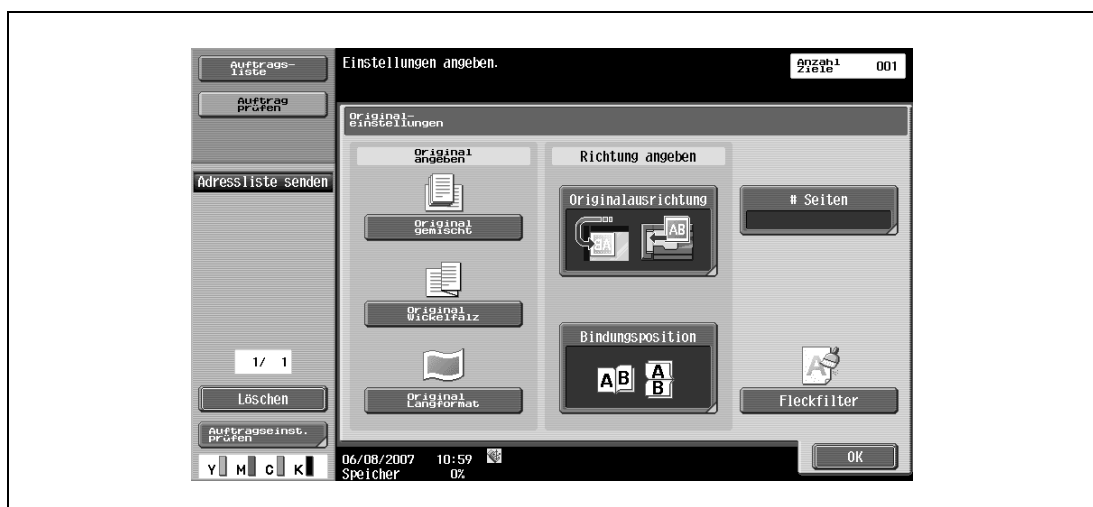 Auftrags-
liste
Auftrag
prüfen
Adressliste senden
1/ 1
Löschen
Auftragseinst.
prüfen
Y M C K
Einstellungen angeben.
Anzahl
Ziele 001
Original-
einstellungen
Original
angeben
Original
gemischt
Original
Wickelfalz
Original
Langformat
Richtung angeben
Originalausrichtung
AB
AB
Bindungsposition
A B
A
B
# Seiten
A
Fleckfilter
OK
06/08/2007 10:59
Speicher 0%